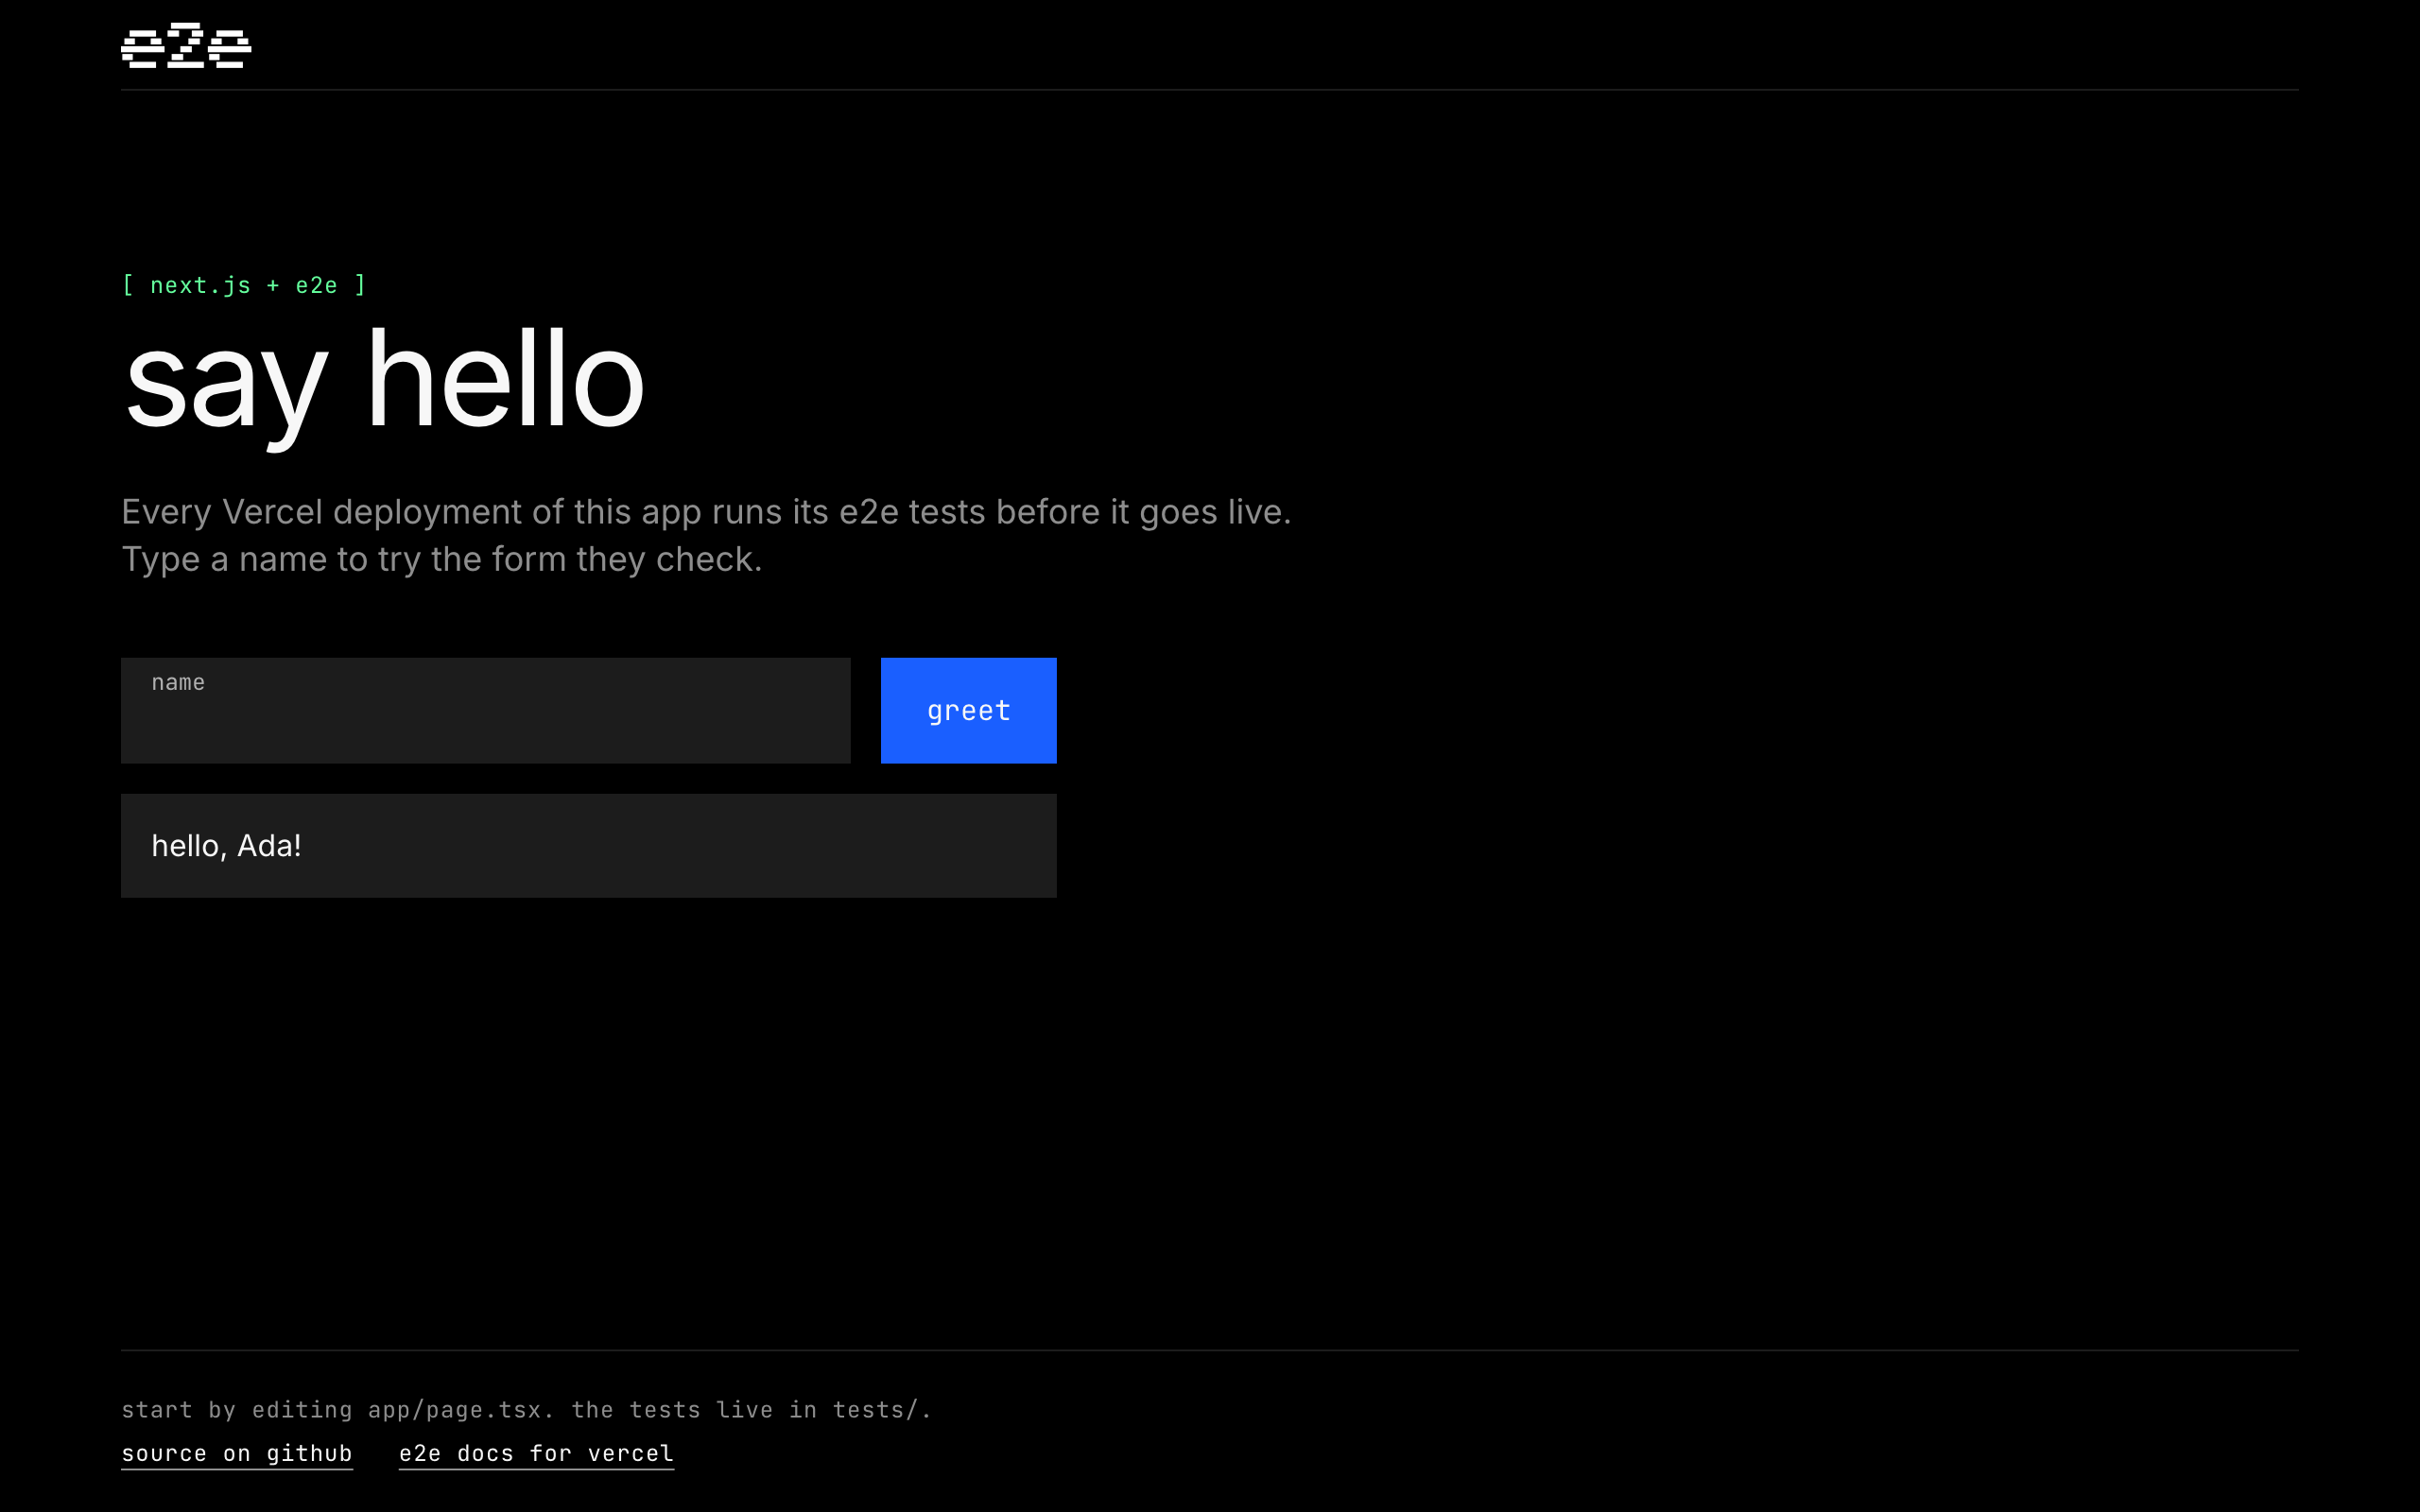 e2e
[ next.js + e2e ]
say hello
Every Vercel deployment of this app runs its e2e tests before it goes live.
Type a name to try the form they check.
name
greet
hello, Ada!
start by editing app/page.tsx. the tests live in tests/.
source on github
e2e docs for vercel